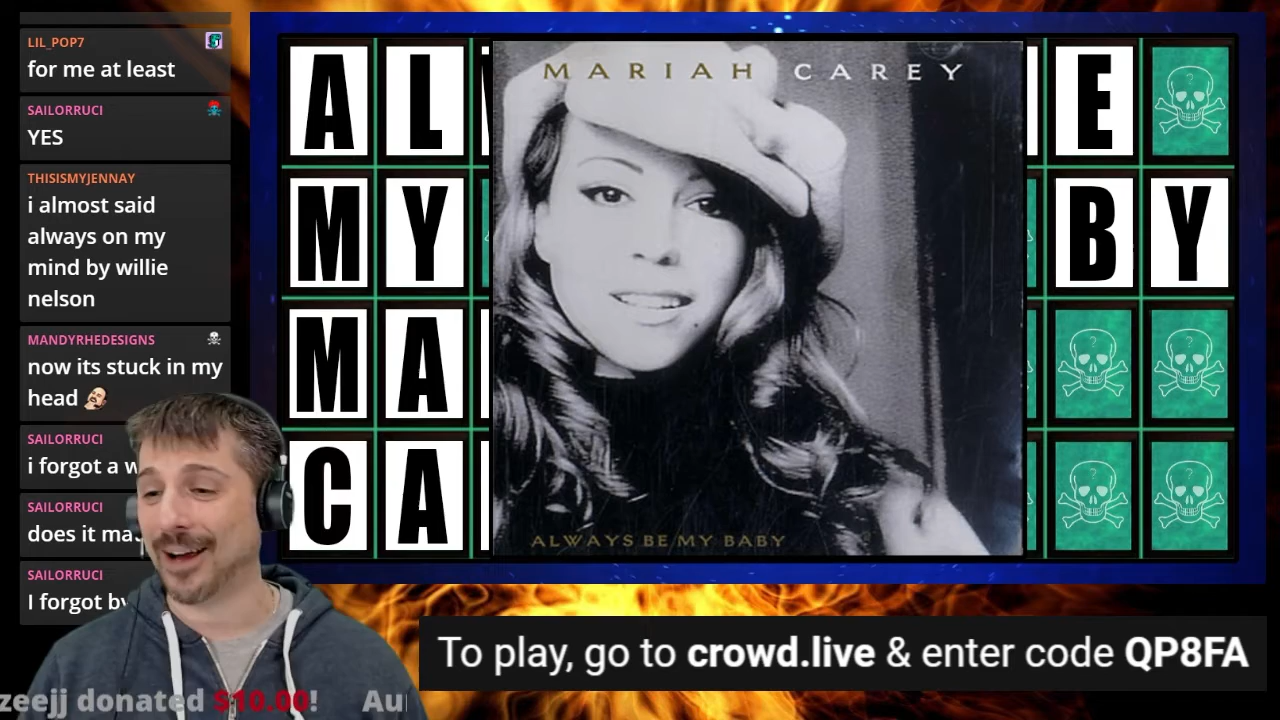 LIL_POP7
for me at least
SAILORRUCI
YES
THISISMYJENNAY
i almost said
always on my
mind by willie
nelson
MANDYRHEDESIGNS
now its stuck in my
head
SAILORRUCI
i forgot a
SAILORRUCI
does it
SAILORRUCI
I forgot by
A L E
M Y B Y
M A
C A
MARIAH CAREY
ALWAYS BE MY BABY
To play, go to crowd.live & enter code QP8FA
zeejj donated $10.00! Au